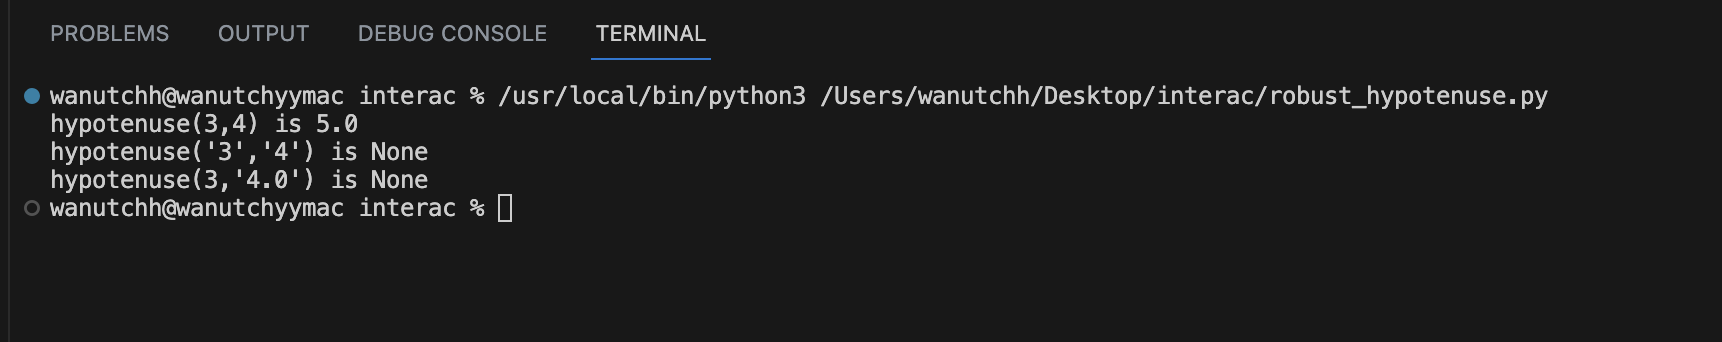 PROBLEMS OUTPUT DEBUG CONSOLE TERMINAL
wanutchh@wanutchyymac interac % /usr/local/bin/python3 /Users/wanutchh/Desktop/interac/robust_hypotenuse.py
hypotenuse(3,4) is 5.0
hypotenuse('3','4') is None
hypotenuse(3,'4.0') is None
wanutchh@wanutchyymac interac %